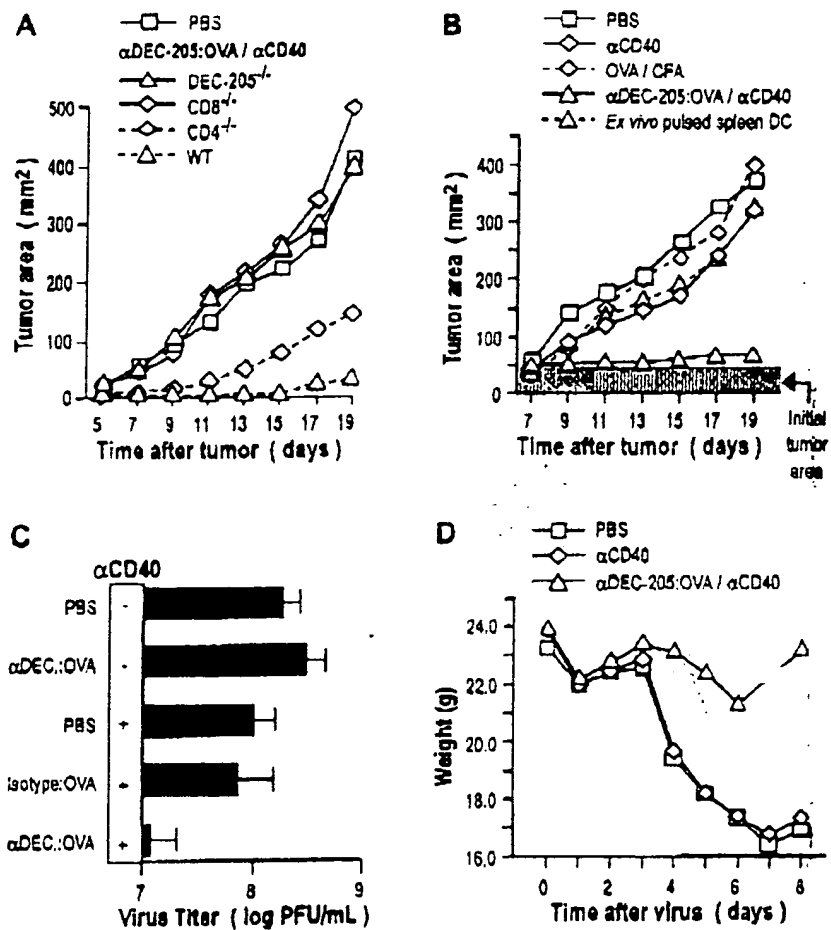 A
PBS
αDEC-205:OVA / αCD40
DEC-205-/-
CD8-/-
CD4-/-
WT
500
400
300
200
100
0
Tumor area ( mm2 )
5 7 9 11 13 15 17 19
Time after tumor ( days )
B
PBS
αCD40
OVA / CFA
αDEC-205:OVA / αCD40
Ex vivo pulsed spleen DC
400
300
200
100
0
Tumor area ( mm2 )
7 9 11 13 15 17 19
Time after tumor ( days )
Initial
tumor
area
C
αCD40
PBS -
αDEC.:OVA -
PBS +
Isotype:OVA +
αDEC.:OVA +
7 8 9
Virus Titer ( log PFU/mL )
D
PBS
αCD40
αDEC-205:OVA / αCD40
24.0
22.0
20.0
18.0
16.0
Weight (g)
0 2 4 6 8
Time after virus ( days )